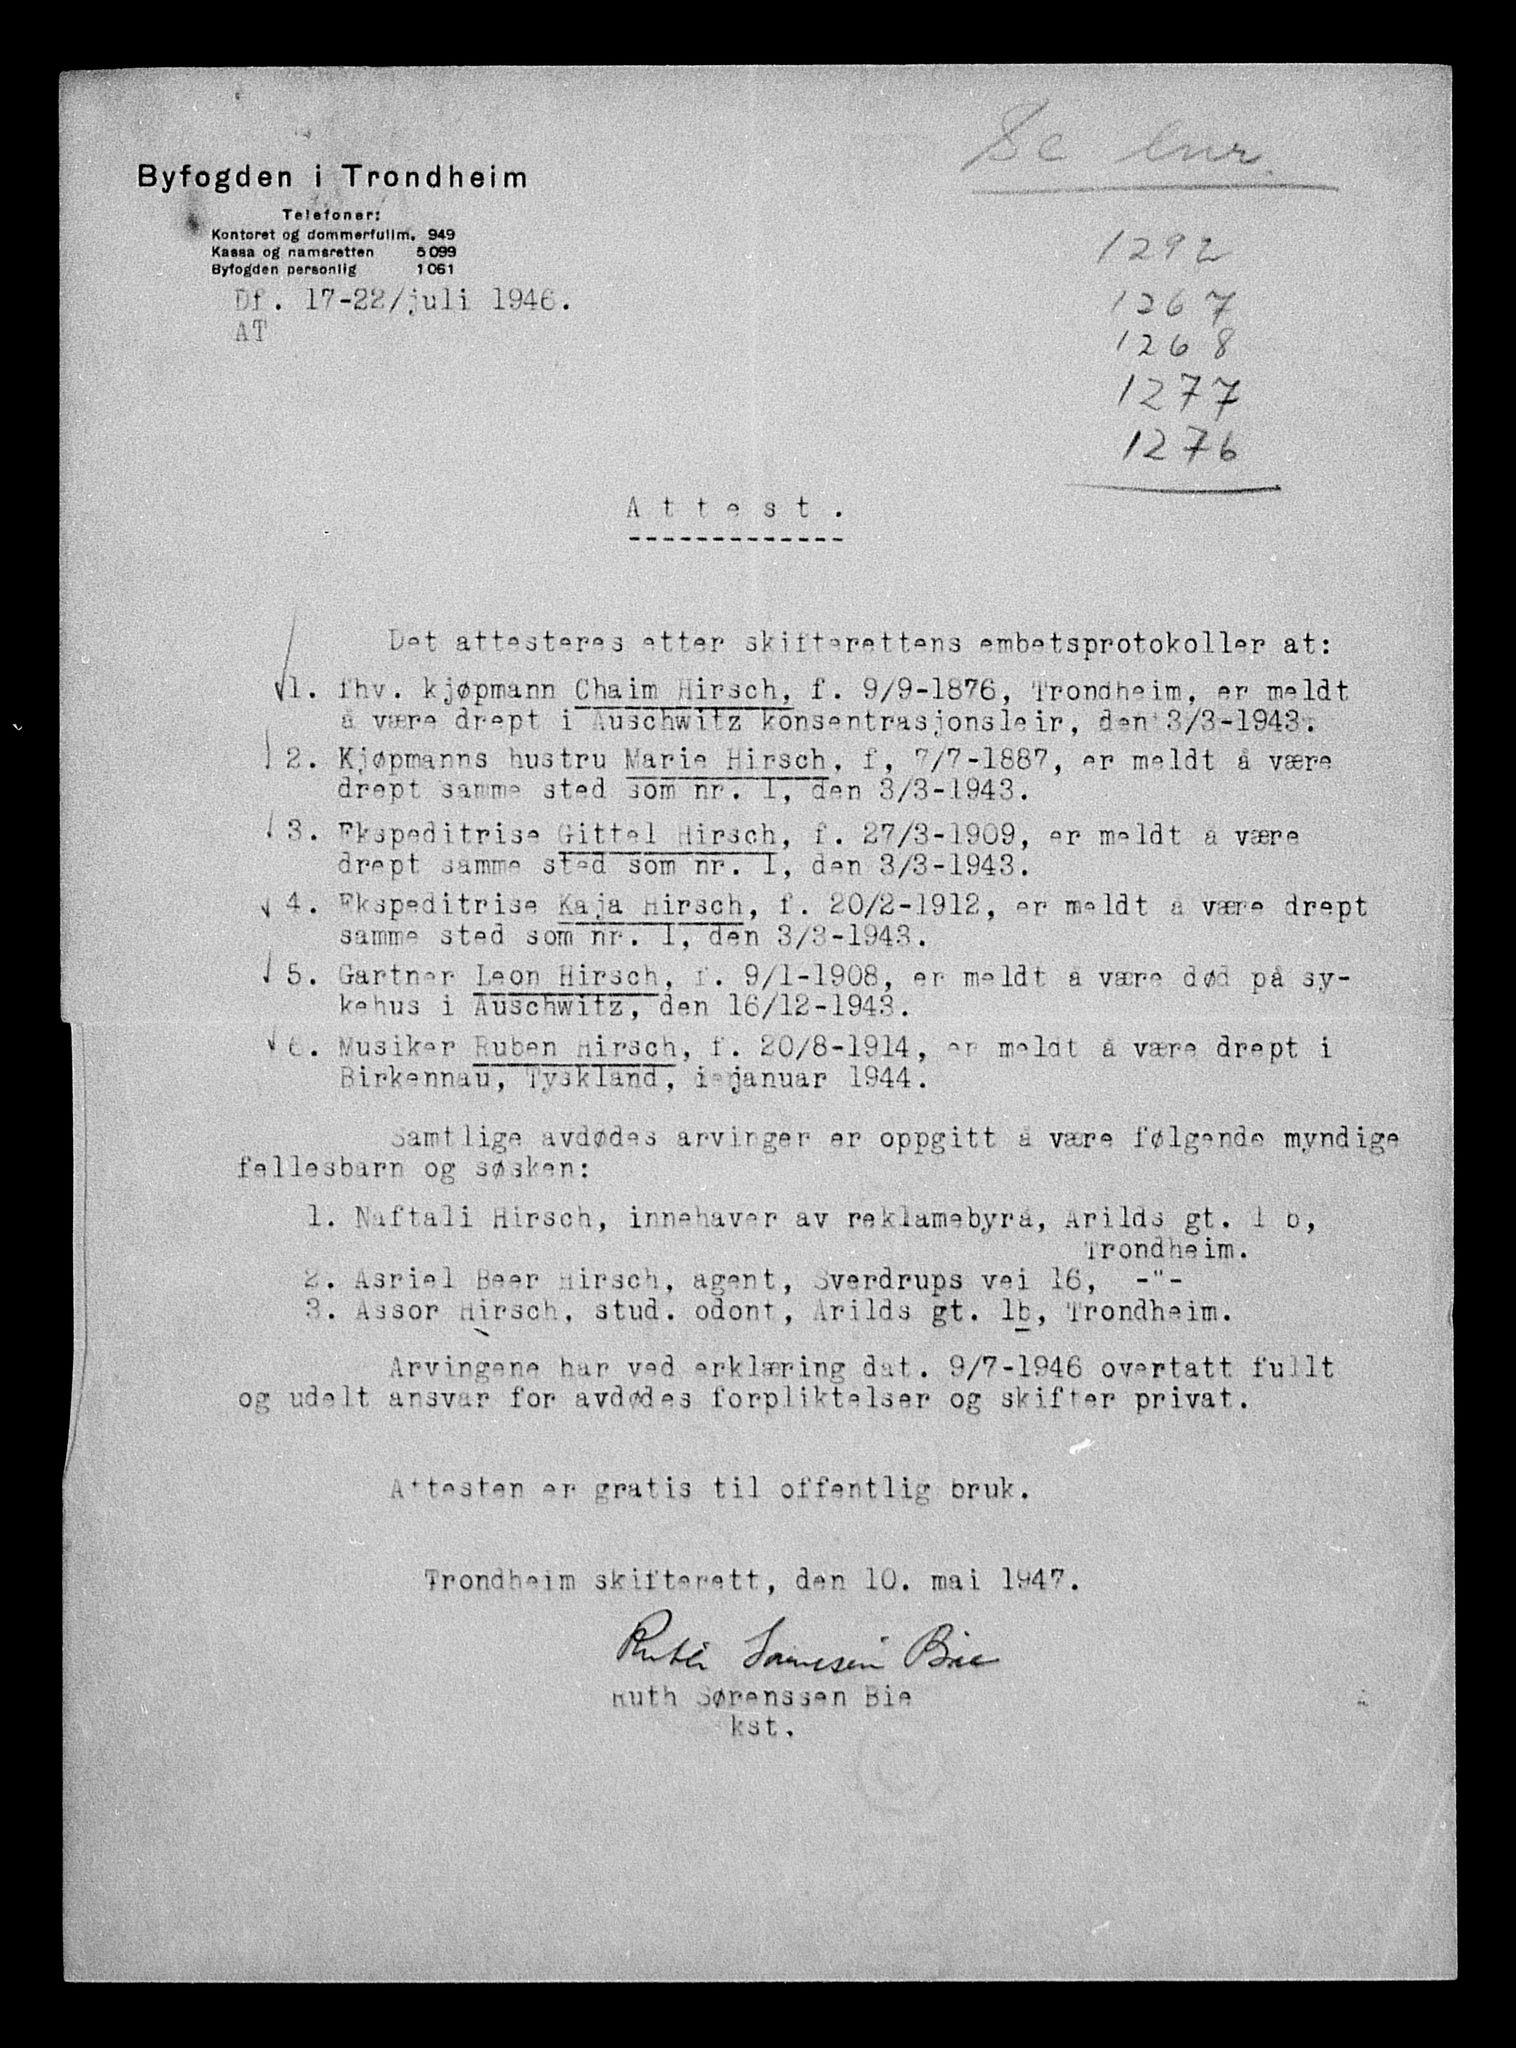 Byfogden i Trondheim
Telefoner:
Kontoret og dommerfullm. 949
Kassa og namsretten 5099
Byfogden personlig 1061
Df. 17-22/juli 1946.
AT
Se
1292
1267
1268
1277
1276
Attest.
Det attesteres etter skifterettens embetsprotokoller at:
1. fhv. kjøpmann Chaim Hirsch, f. 9/9-1876, Trondheim, er meldt
å være drept i Auschwitz konsentrasjonsleir, den 3/3-1943.
2. Kjøpmanns hustru Marie Hirsch, f, 7/7-1887, er meldt å være
drept samme sted som nr. 1, den 3/3-1943.
3. Ekspeditrise Gittel Hirsch, f. 27/3-1909, er meldt å være
drept samme sted som nr. 1, den 3/3-1943.
4. Ekspeditrise Kaja Hirsch, f. 20/2-1912, er meldt å være drept
samme sted som nr. 1, den 3/3-1943.
5. Gartner Leon Hirsch, f. 9/1-1908, er meldt å være død på sy-
kehus i Auschwitz, den 16/12-1943.
6. Musiker Ruben Hirsch, f. 20/8-1914, er meldt å være drept i
Birkennau, Tyskland, i januar 1944.
Samtlige avdødes arvinger er oppgitt å være følgende myndige
fellesbarn og søsken:
1. Naftali Hirsch, innehaver av reklamebyrå, Arilds gt. 1 b,
Trondheim.
2. Asriel Beer Hirsch, agent, Sverdrups vei 16, -"-
3. Assor Hirsch, stud. odont, Arilds gt. 1b, Trondheim.
Arvingene har ved erklæring dat. 9/7-1946 overtatt fullt
og udelt ansvar for avdødes forpliktelser og skifter privat.
Attesten er gratis til offentlig bruk.
Trondheim skifterett, den 10. mai 1947.
Ruth Sørenssen Bie
Ruth Sørenssen Bie
kst.